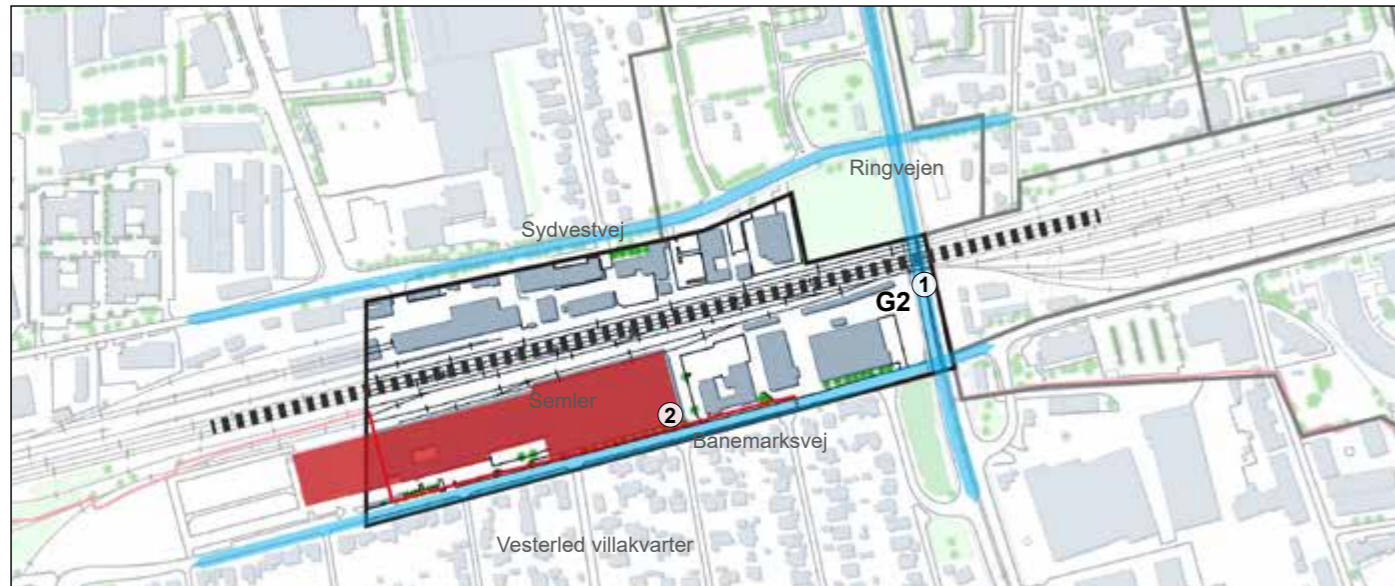 Ringvejen
Sydvestvej
1
G2
Semler
2
Banemarksvej
Vesterled villakvarter